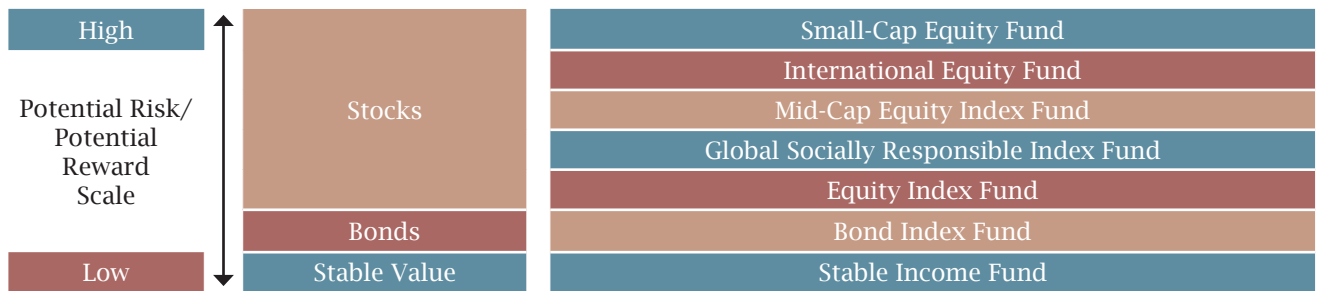 High
Potential Risk/
Potential
Reward
Scale
Low
Stocks
Bonds
Stable Value
Small-Cap Equity Fund
International Equity Fund
Mid-Cap Equity Index Fund
Global Socially Responsible Index Fund
Equity Index Fund
Bond Index Fund
Stable Income Fund